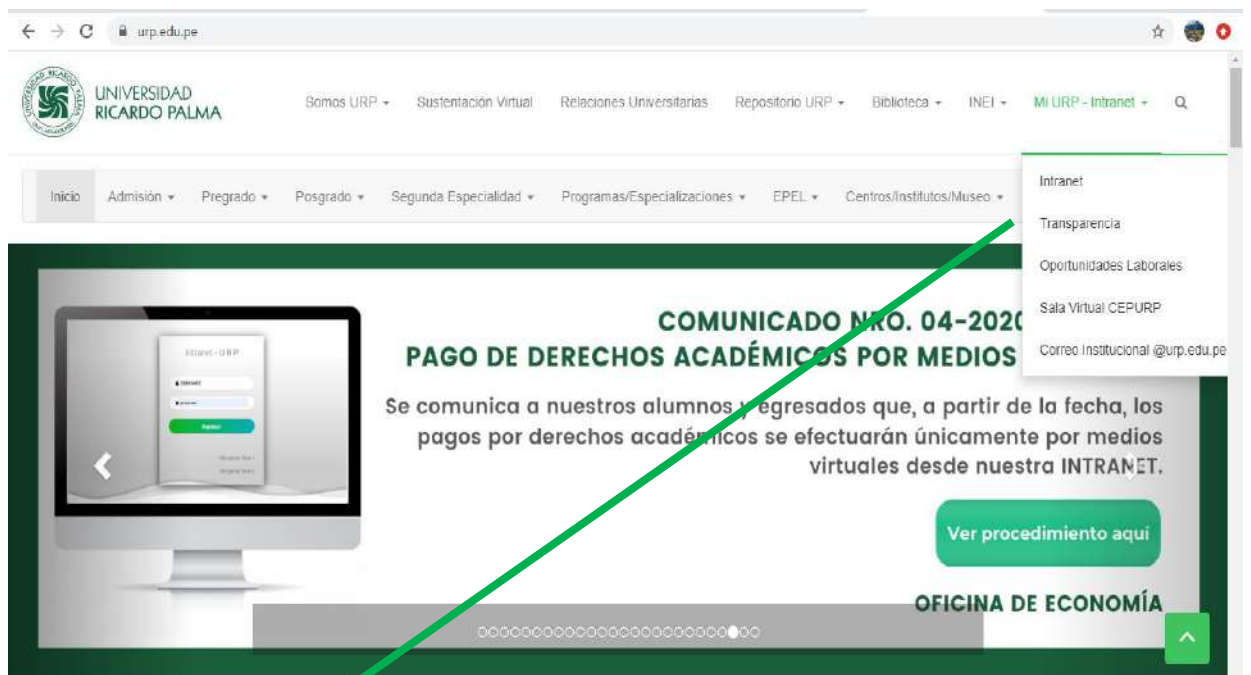 urp.edu.pe
UNIVERSIDAD
RICARDO PALMA
Somos URP
Sustentación Virtual
Relaciones Universitarias
Repositorio URP
Biblioteca
INEI
Mi URP - Intranet
Inicio
Admisión
Pregrado
Posgrado
Segunda Especialidad
Programas/Especializaciones
EPEL
Centros/Institutos/Museo
Intranet
Transparencia
Oportunidades Laborales
Sala Virtual CEPURP
Correo Institucional @urp.edu.pe
Intranet - URP
COMUNICADO NRO. 04-2020
PAGO DE DERECHOS ACADÉMICOS POR MEDIOS
Se comunica a nuestros alumnos y egresados que, a partir de la fecha, los
pagos por derechos académicos se efectuarán únicamente por medios
virtuales desde nuestra INTRANET.
Ver procedimiento aquí
OFICINA DE ECONOMÍA